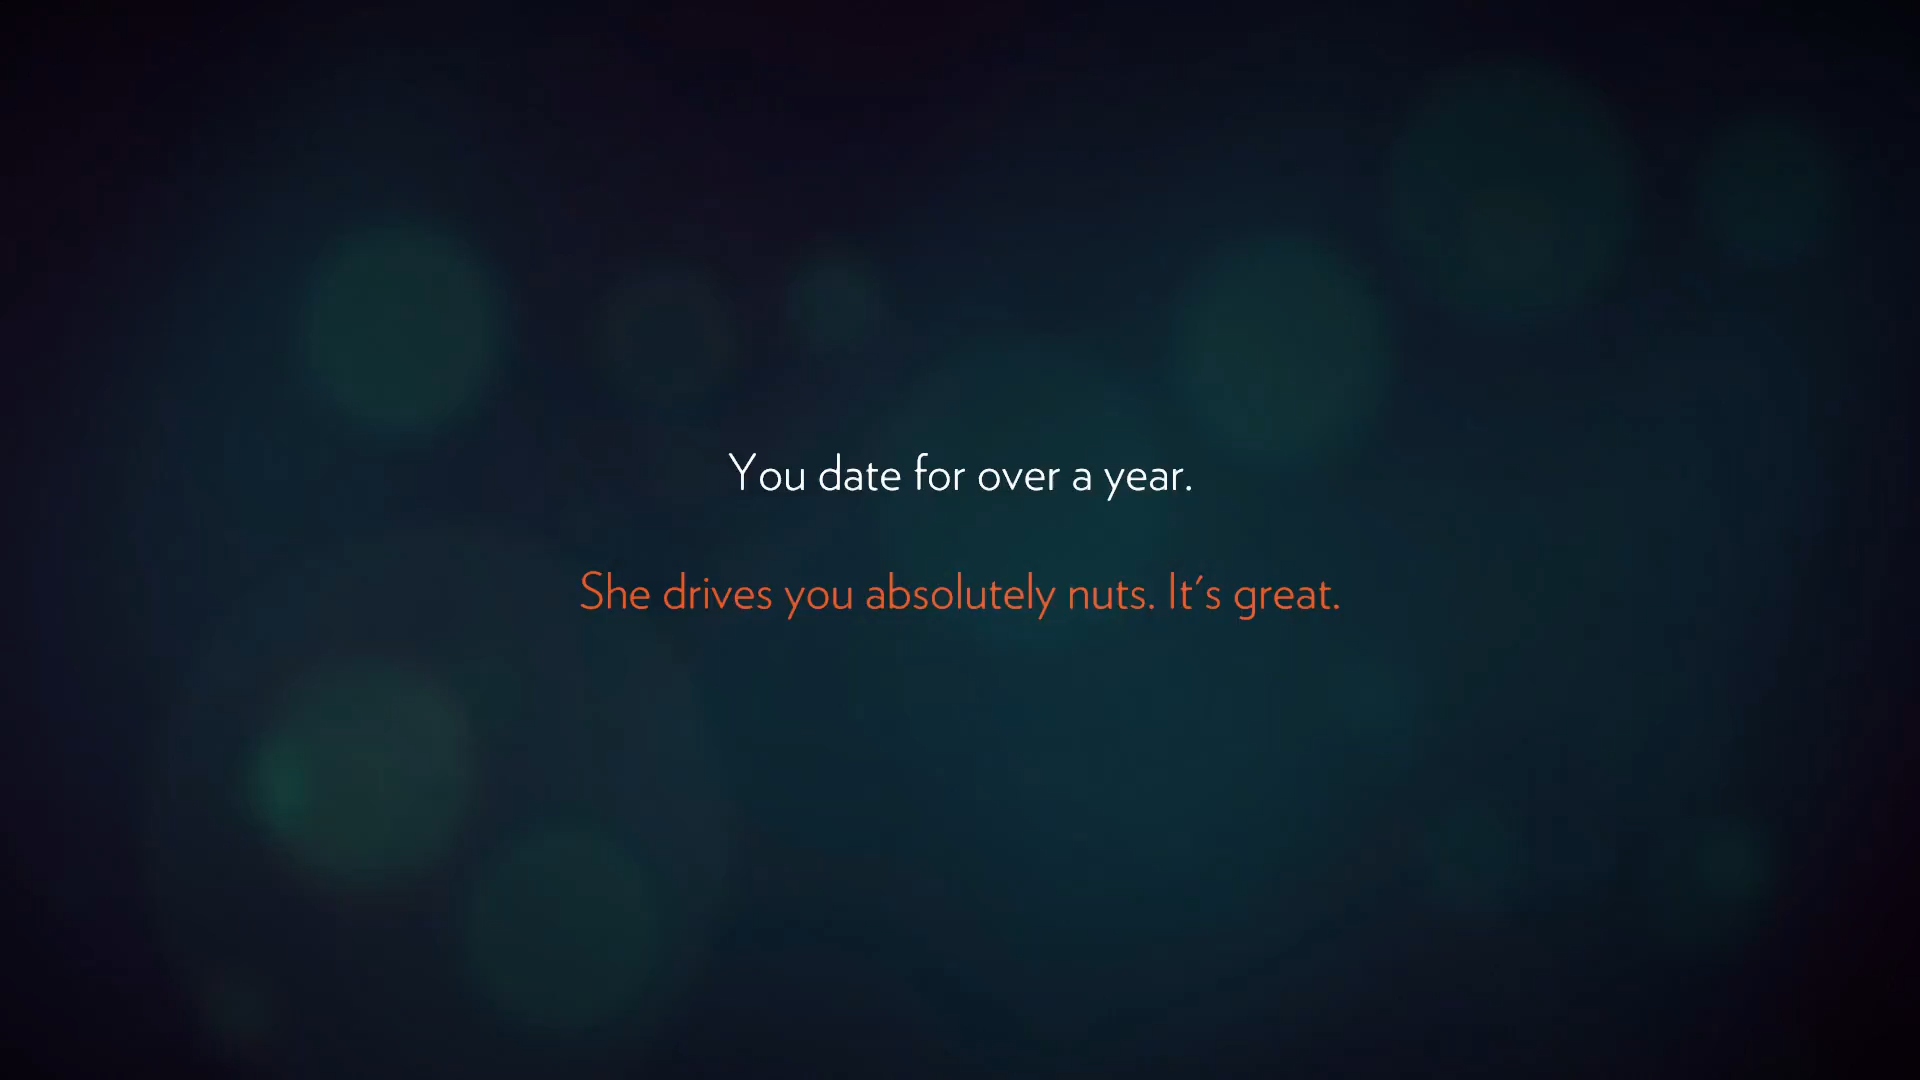 You date for over a year.
She drives you absolutely nuts. It's great.